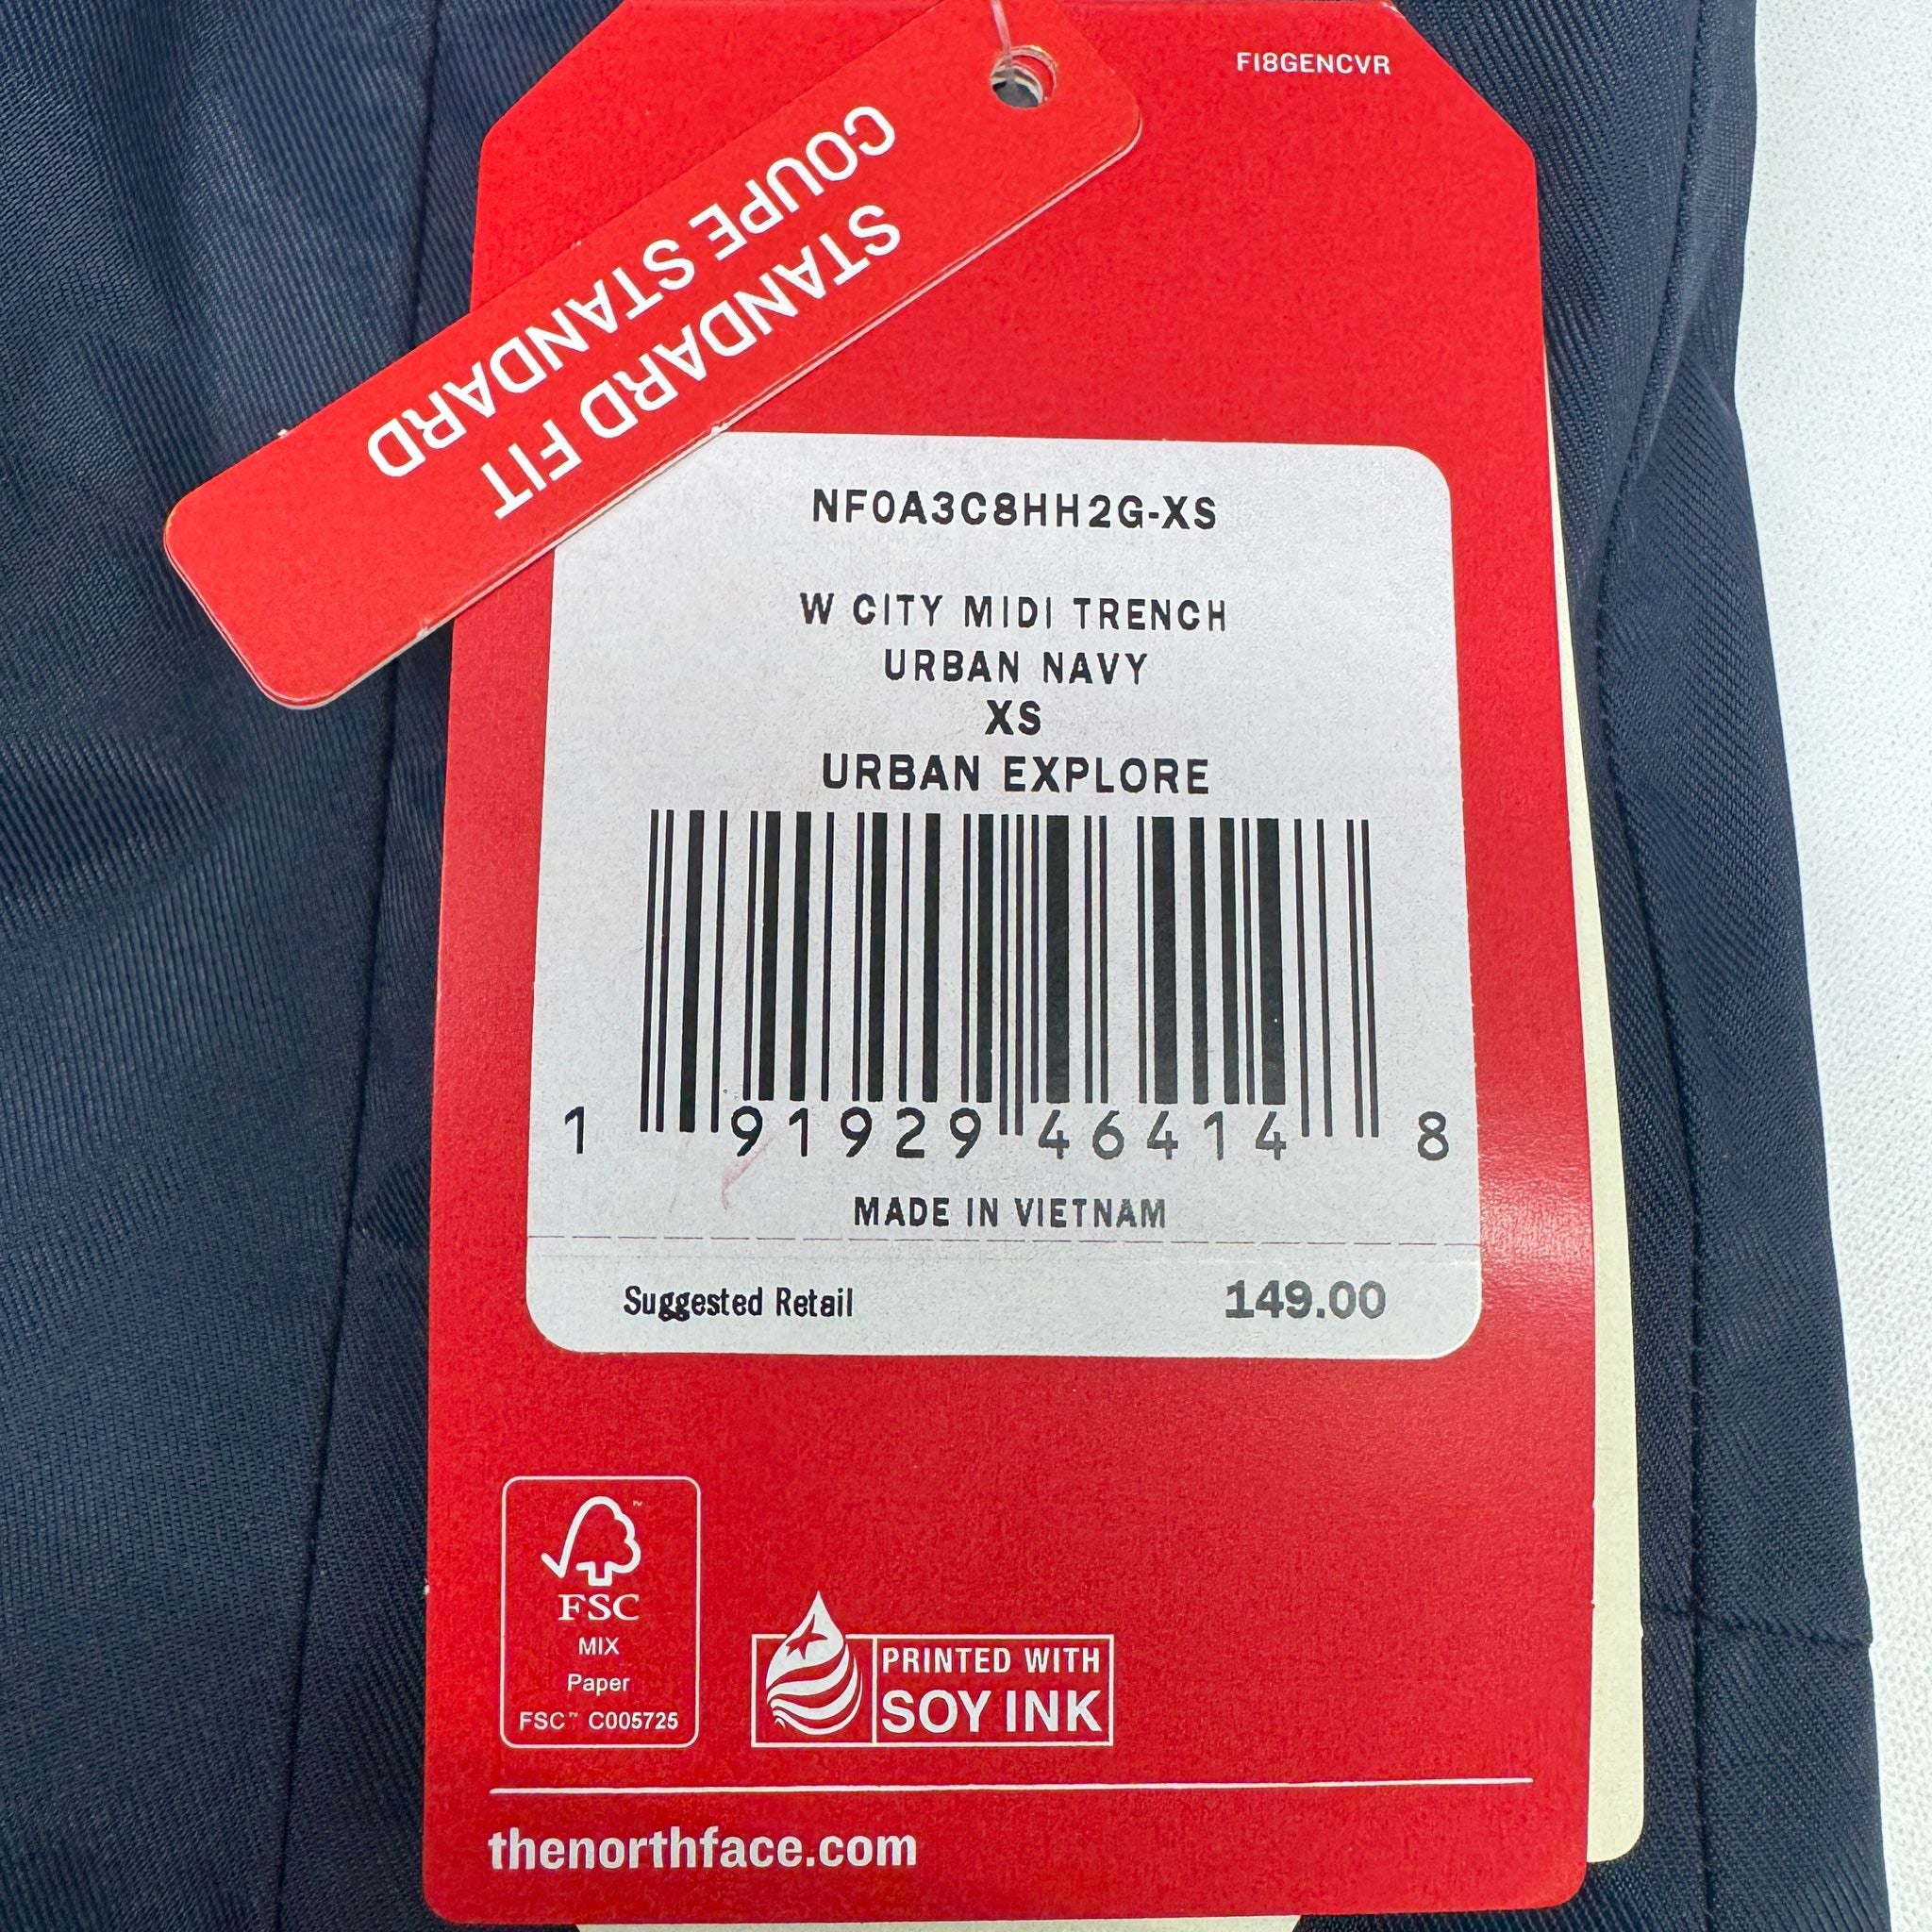 FI8GENCVR
STANDARD FIT
COUPE STANDARD
NF0A3C8HH2G-XS
W CITY MIDI TRENCH
URBAN NAVY
XS
URBAN EXPLORE
1 91929 46414 8
MADE IN VIETNAM
Suggested Retail 149.00
FSC
MIX
Paper
FSC™ C005725
PRINTED WITH
SOY INK
thenorthface.com